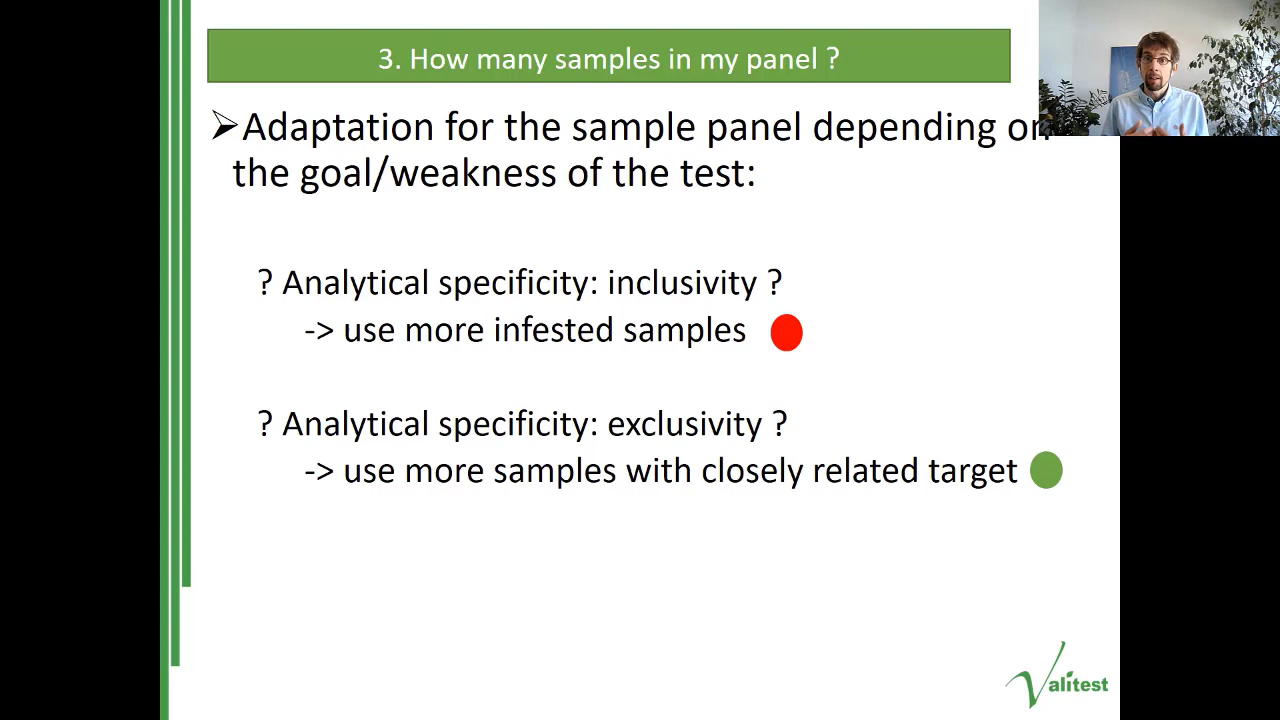 3. How many samples in my panel ?
➢Adaptation for the sample panel depending on
the goal/weakness of the test:
? Analytical specificity: inclusivity ?
-> use more infested samples
? Analytical specificity: exclusivity ?
-> use more samples with closely related target
Valitest